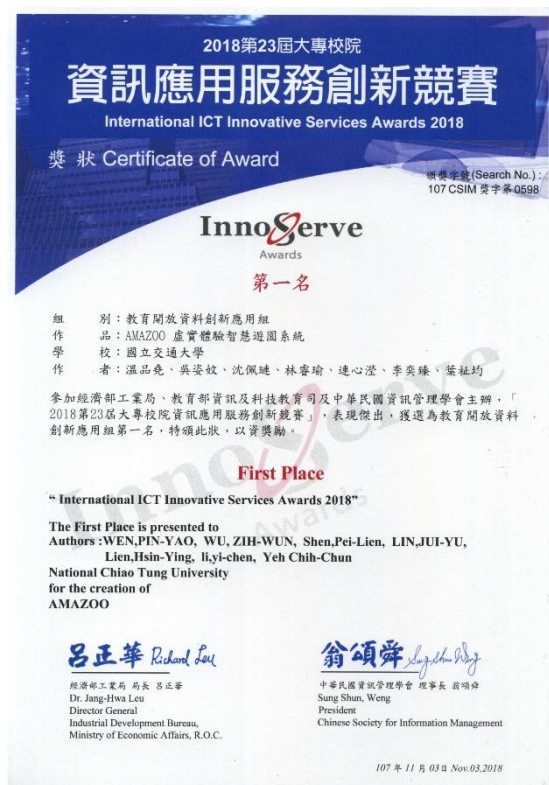 2018第23屆大專校院
資訊應用服務創新競賽
International ICT Innovative Services Awards 2018
獎 狀 Certificate of Award
頒獎字號(Search No.) :
107 CSIM 獎字第 0598
InnoServe
Awards
第一名
組 別：教育開放資料創新應用組
作 品：AMAZOO 虛實體驗智慧遊園系統
學 校：國立交通大學
作 者：溫品堯、吳姿妏、沈佩璉、林睿瑜、連心瀅、李奕臻、葉祉均
參加經濟部工業局、教育部資訊及科技教育司及中華民國資訊管理學會主辦，「
2018第23屆大專校院資訊應用服務創新競賽」，表現傑出，獲選為教育開放資料
創新應用組第一名，特頒此狀，以資獎勵。
First Place
“ International ICT Innovative Services Awards 2018”
The First Place is presented to
Authors :WEN,PIN-YAO, WU, ZIH-WUN, Shen,Pei-Lien, LIN,JUI-YU,
Lien,Hsin-Ying, li,yi-chen, Yeh Chih-Chun
National Chiao Tung University
for the creation of
AMAZOO
呂正華 Richard Leu
經濟部工業局 局長 呂正華
Dr. Jang-Hwa Leu
Director General
Industrial Development Bureau,
Ministry of Economic Affairs, R.O.C.
翁頌舜 Sung-Shun Weng
中華民國資訊管理學會 理事長 翁頌舜
Sung Shun, Weng
President
Chinese Society for Information Management
107 年 11 月 03 日 Nov.03,2018
InnoServe
Awards